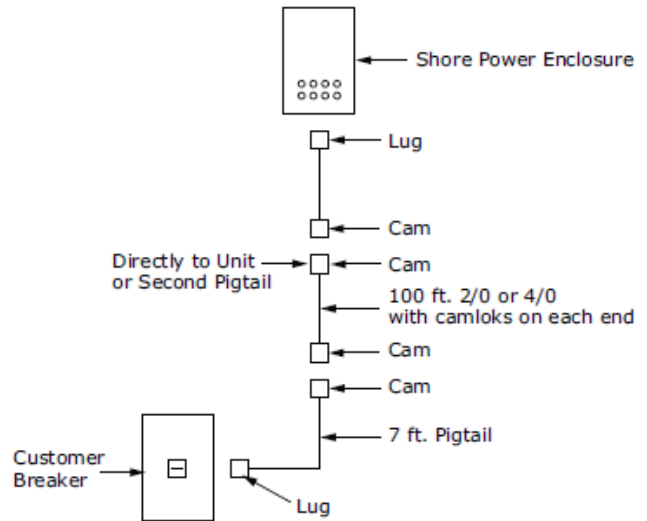 Shore Power Enclosure
Lug
Cam
Directly to Unit
or Second Pigtail
Cam
100 ft. 2/0 or 4/0
with camloks on each end
Cam
Cam
7 ft. Pigtail
Customer
Breaker
Lug